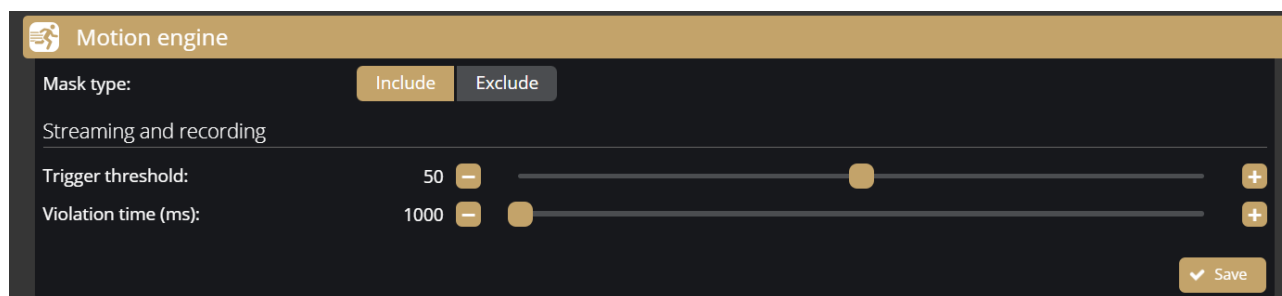 Motion engine
Mask type: Include Exclude
Streaming and recording
Trigger threshold: 50
Violation time (ms): 1000
Save